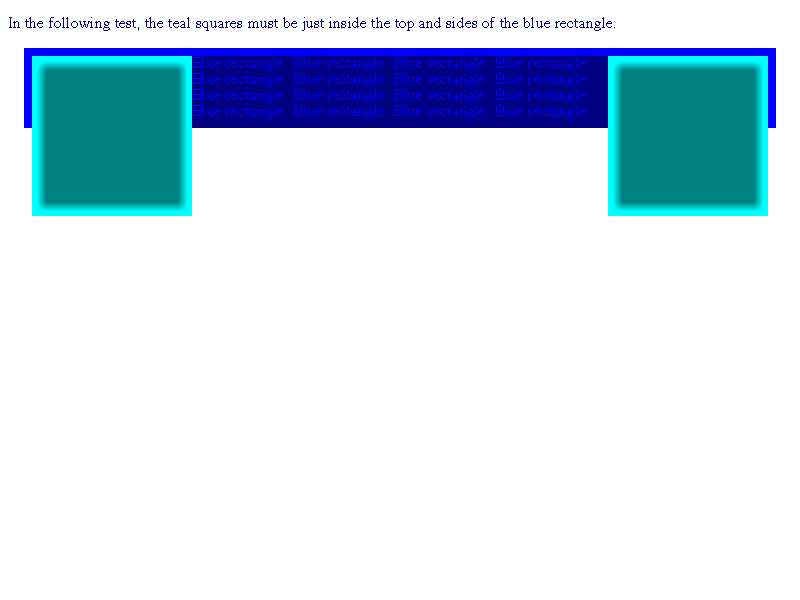 In the following test, the teal squares must be just inside the top and sides of the blue rectangle.
Blue rectangle. Blue rectangle. Blue rectangle. Blue rectangle.
Blue rectangle. Blue rectangle. Blue rectangle. Blue rectangle.
Blue rectangle. Blue rectangle. Blue rectangle. Blue rectangle.
Blue rectangle. Blue rectangle. Blue rectangle. Blue rectangle.